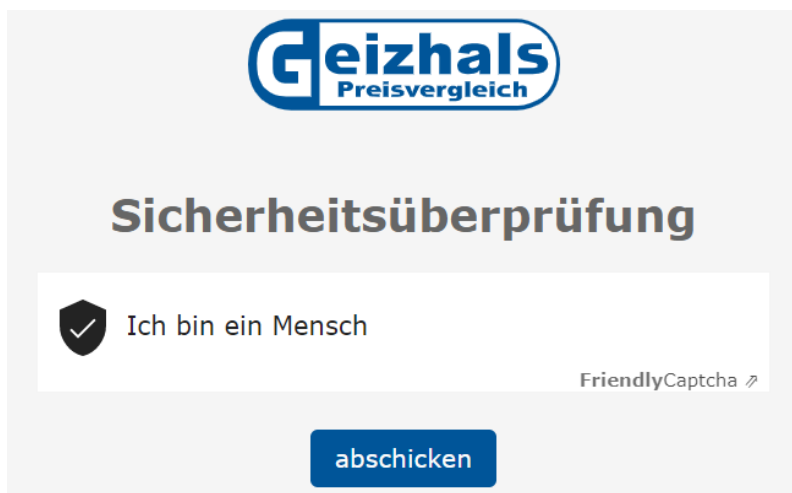 Geizhals
Preisvergleich
Sicherheitsüberprüfung
Ich bin ein Mensch
FriendlyCaptcha ⇗
abschicken